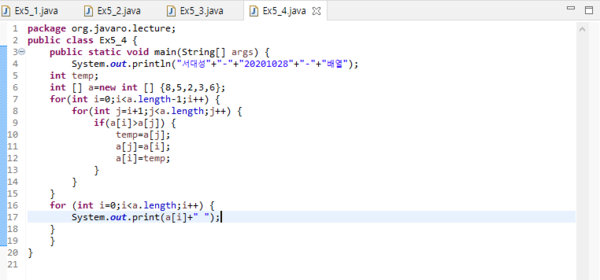 Ex5_1.java Ex5_2.java Ex5_3.java Ex5_4.java
1 package org.javaro.lecture;
2 public class Ex5_4 {
3 public static void main(String[] args) {
4 System.out.println("서대성"+"-"+"20201028"+"-"+"배열");
5 int temp;
6 int [] a=new int [] {8,5,2,3,6};
7 for(int i=0;i<a.length-1;i++) {
8 for(int j=i+1;j<a.length;j++) {
9 if(a[i]>a[j]) {
10 temp=a[j];
11 a[j]=a[i];
12 a[i]=temp;
13 }
14 }
15 }
16 for (int i=0;i<a.length;i++) {
17 System.out.print(a[i]+" ");
18 }
19 }
20 }
21